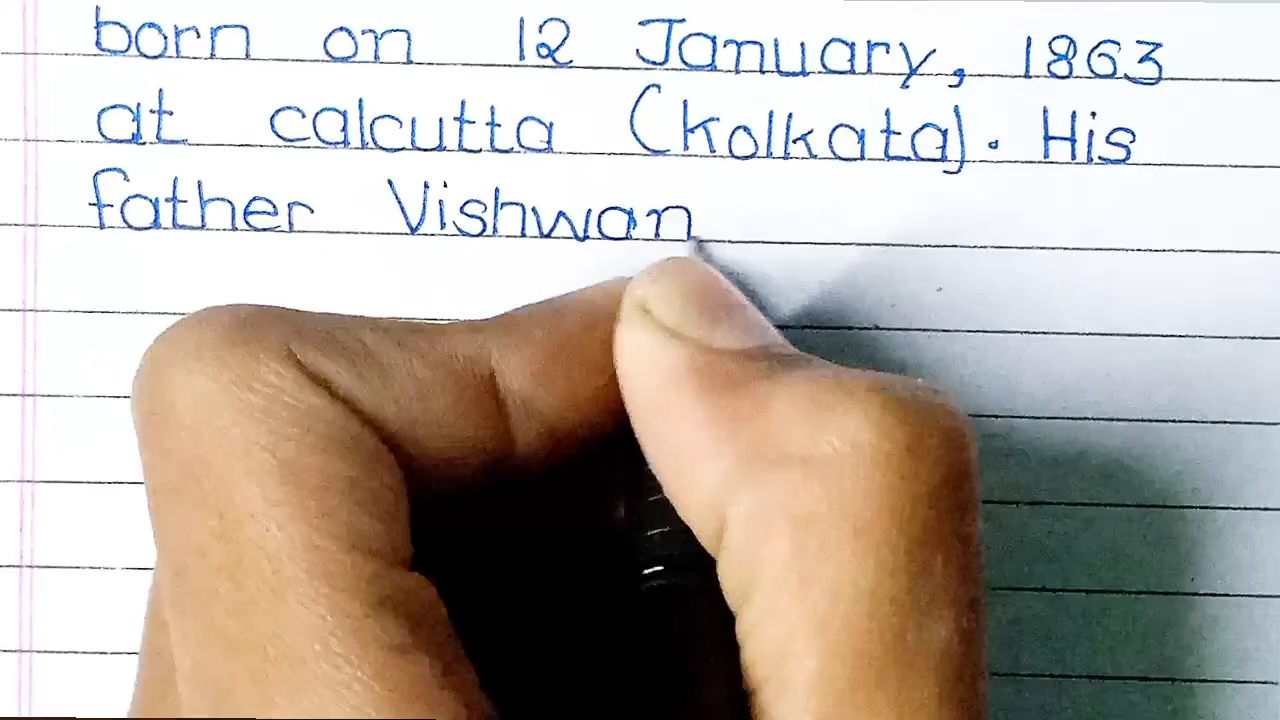 born on 12 January, 1863
at calcutta (Kolkata). His
father Vishwan